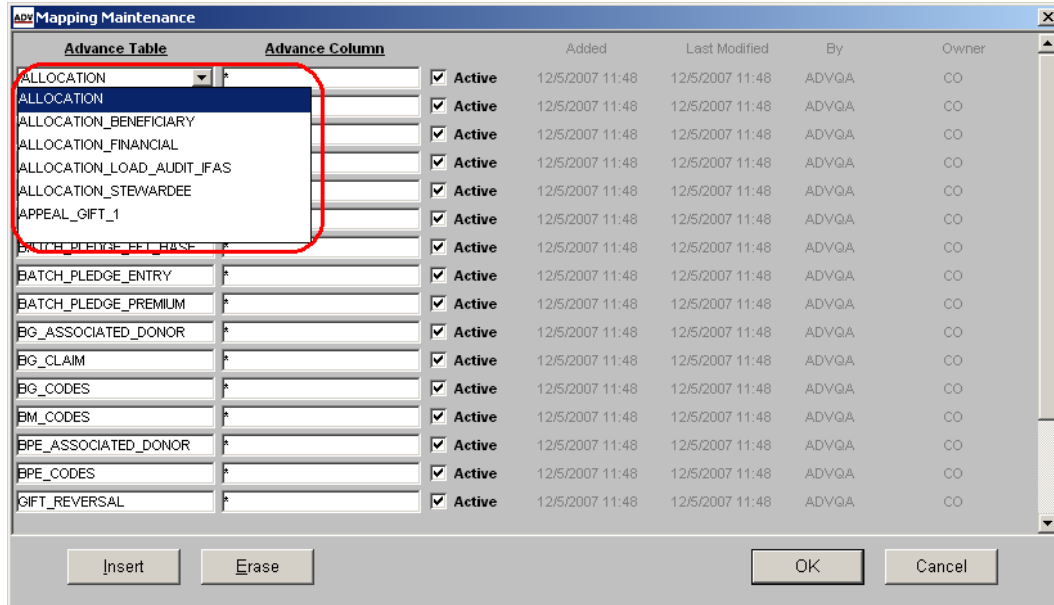 ADV Mapping Maintenance
Advance Table Advance Column Added Last Modified By Owner
ALLOCATION * Active 12/5/2007 11:48 12/5/2007 11:48 ADVQA CO
ALLOCATION Active 12/5/2007 11:48 12/5/2007 11:48 ADVQA CO
ALLOCATION_BENEFICIARY Active 12/5/2007 11:48 12/5/2007 11:48 ADVQA CO
ALLOCATION_FINANCIAL Active 12/5/2007 11:48 12/5/2007 11:48 ADVQA CO
ALLOCATION_LOAD_AUDIT_IFAS
ALLOCATION_STEWARDEE Active 12/5/2007 11:48 12/5/2007 11:48 ADVQA CO
APPEAL_GIFT_1 Active 12/5/2007 11:48 12/5/2007 11:48 ADVQA CO
BATCH_PLEDGE_EFT_BASE * Active 12/5/2007 11:48 12/5/2007 11:48 ADVQA CO
BATCH_PLEDGE_ENTRY * Active 12/5/2007 11:48 12/5/2007 11:48 ADVQA CO
BATCH_PLEDGE_PREMIUM * Active 12/5/2007 11:48 12/5/2007 11:48 ADVQA CO
BG_ASSOCIATED_DONOR * Active 12/5/2007 11:48 12/5/2007 11:48 ADVQA CO
BG_CLAIM * Active 12/5/2007 11:48 12/5/2007 11:48 ADVQA CO
BG_CODES * Active 12/5/2007 11:48 12/5/2007 11:48 ADVQA CO
BM_CODES * Active 12/5/2007 11:48 12/5/2007 11:48 ADVQA CO
BPE_ASSOCIATED_DONOR * Active 12/5/2007 11:48 12/5/2007 11:48 ADVQA CO
BPE_CODES * Active 12/5/2007 11:48 12/5/2007 11:48 ADVQA CO
GIFT_REVERSAL * Active 12/5/2007 11:48 12/5/2007 11:48 ADVQA CO
Insert Erase OK Cancel